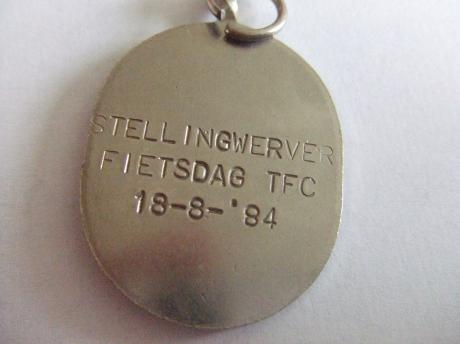 STELLINGWERVER
FIETSDAG TFC
18-8-'84